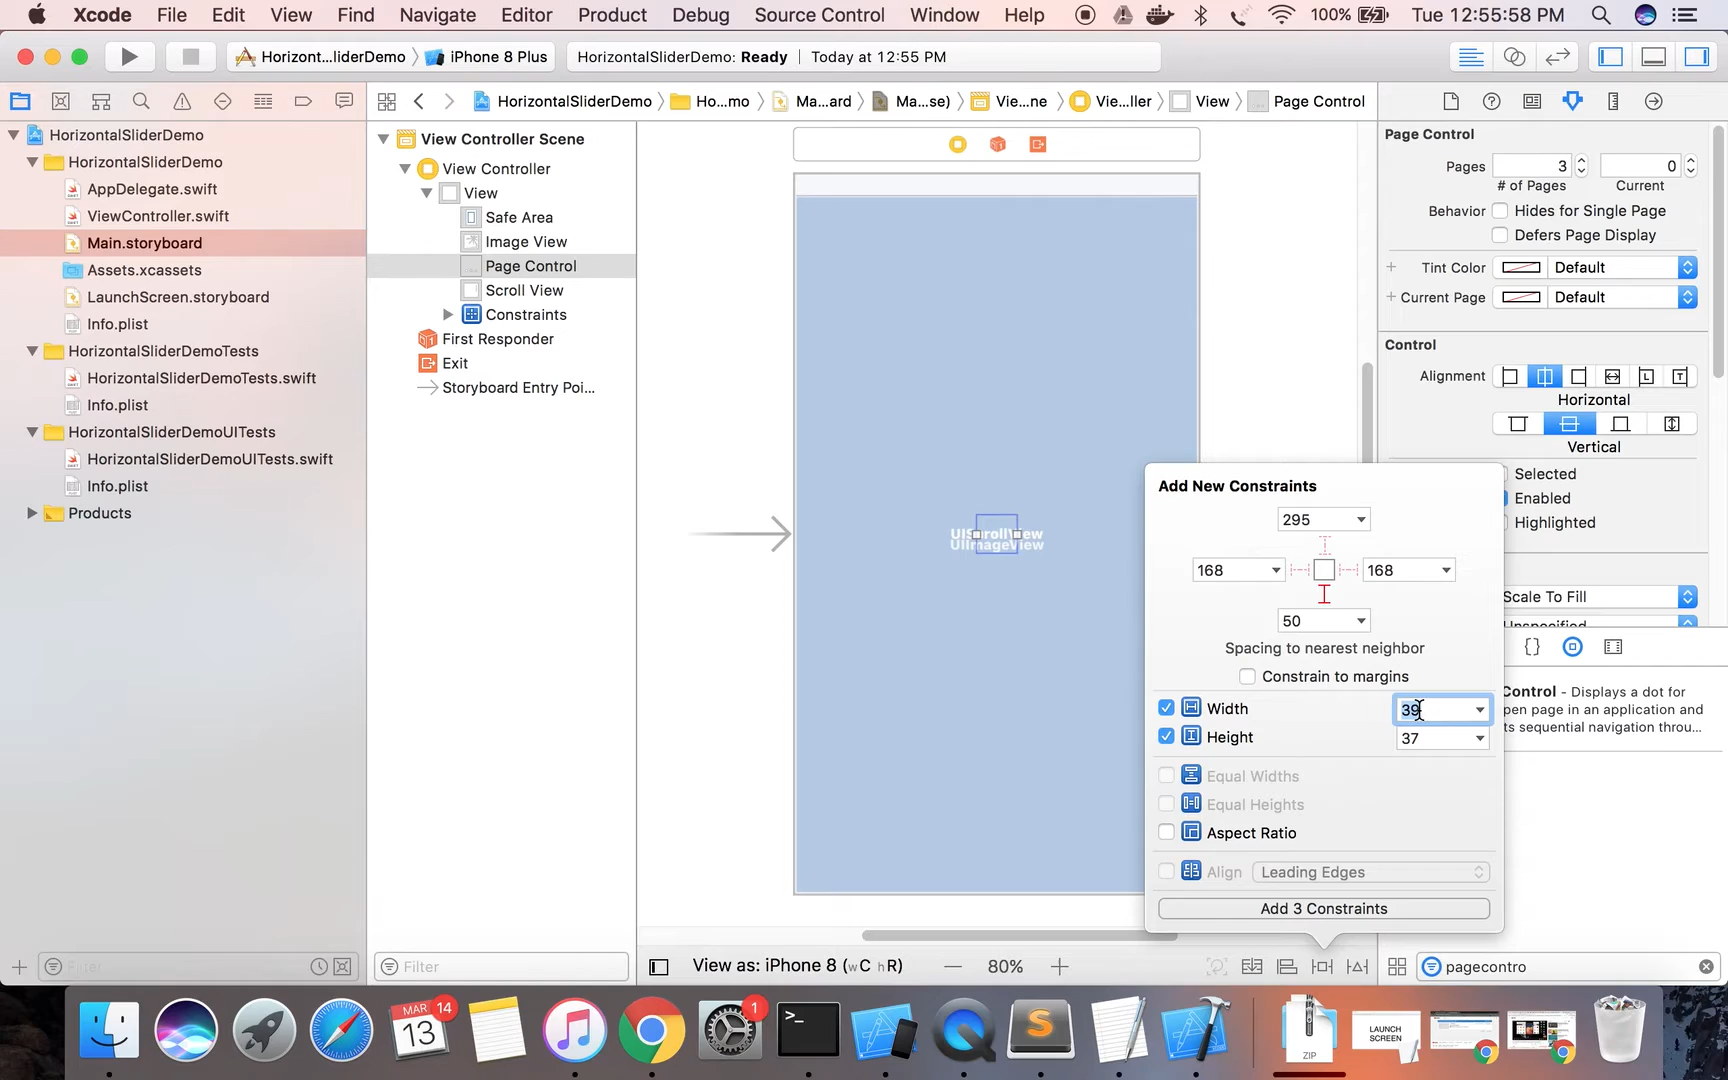 Xcode File Edit View Find Navigate Editor Product Debug Source Control Window Help 100% Tue 12:55:58 PM
Horizont...liderDemo iPhone 8 Plus HorizontalSliderDemo: Ready Today at 12:55 PM
HorizontalSliderDemo Ho...mo Ma...ard Ma...se) Vie...ne Vie...ller View Page Control
HorizontalSliderDemo
HorizontalSliderDemo
AppDelegate.swift
ViewController.swift
Main.storyboard
Assets.xcassets
LaunchScreen.storyboard
Info.plist
HorizontalSliderDemoTests
HorizontalSliderDemoTests.swift
Info.plist
HorizontalSliderDemoUITests
HorizontalSliderDemoUITests.swift
Info.plist
Products
Filter
View Controller Scene
View Controller
View
Safe Area
Image View
Page Control
Scroll View
Constraints
First Responder
Exit
Storyboard Entry Poi...
Filter
UIScrollView
UIImageView
View as: iPhone 8 (wC hR) 80%
Add New Constraints
295
168 168
50
Spacing to nearest neighbor
Constrain to margins
Width 39
Height 37
Equal Widths
Equal Heights
Aspect Ratio
Align Leading Edges
Add 3 Constraints
Page Control
Pages 3 0
# of Pages Current
Behavior Hides for Single Page
Defers Page Display
Tint Color Default
Current Page Default
Control
Alignment
Horizontal
Vertical
Selected
Enabled
Highlighted
Scale To Fill
Unspecified
Control - Displays a dot for
pen page in an application and
ts sequential navigation throu...
pagecontro
MAR 14
13
1
ZIP
LAUNCH
SCREEN